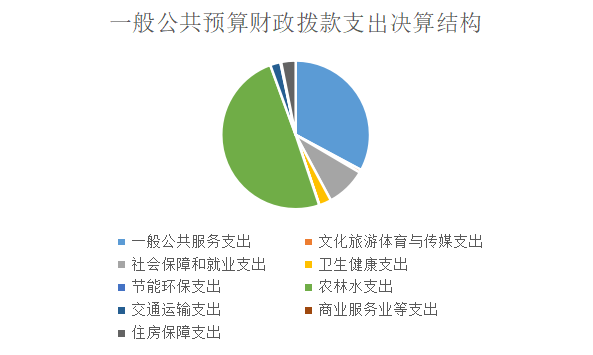 一般公共预算财政拨款支出决算结构
一般公共服务支出
文化旅游体育与传媒支出
社会保障和就业支出
卫生健康支出
节能环保支出
农林水支出
交通运输支出
商业服务业等支出
住房保障支出